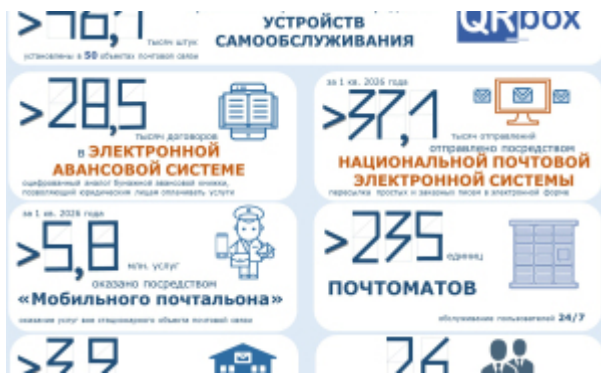 УСТРОЙСТВ
САМООБСЛУЖИВАНИЯ
QRbox
тысяч штук
установлены в 50 объектах почтовой связи
>28,5
тысяч договоров
в ЭЛЕКТРОННОЙ
АВАНСОВОЙ СИСТЕМЕ
оцифрованный аналог бумажной авансовой книжки,
позволяющий юридическим лицам оплачивать услуги
за 1 кв. 2026 года
>37,1
тысяч отправлений
отправлено посредством
НАЦИОНАЛЬНОЙ ПОЧТОВОЙ
ЭЛЕКТРОННОЙ СИСТЕМЫ
пересылка простых и заказных писем в электронной форме
за 1 кв. 2026 года
>5,8
млн. услуг
оказано посредством
«Мобильного почтальона»
оказание услуг вне стационарного объекта почтовой связи
>235
единиц
ПОЧТОМАТОВ
обслуживание пользователей 24/7